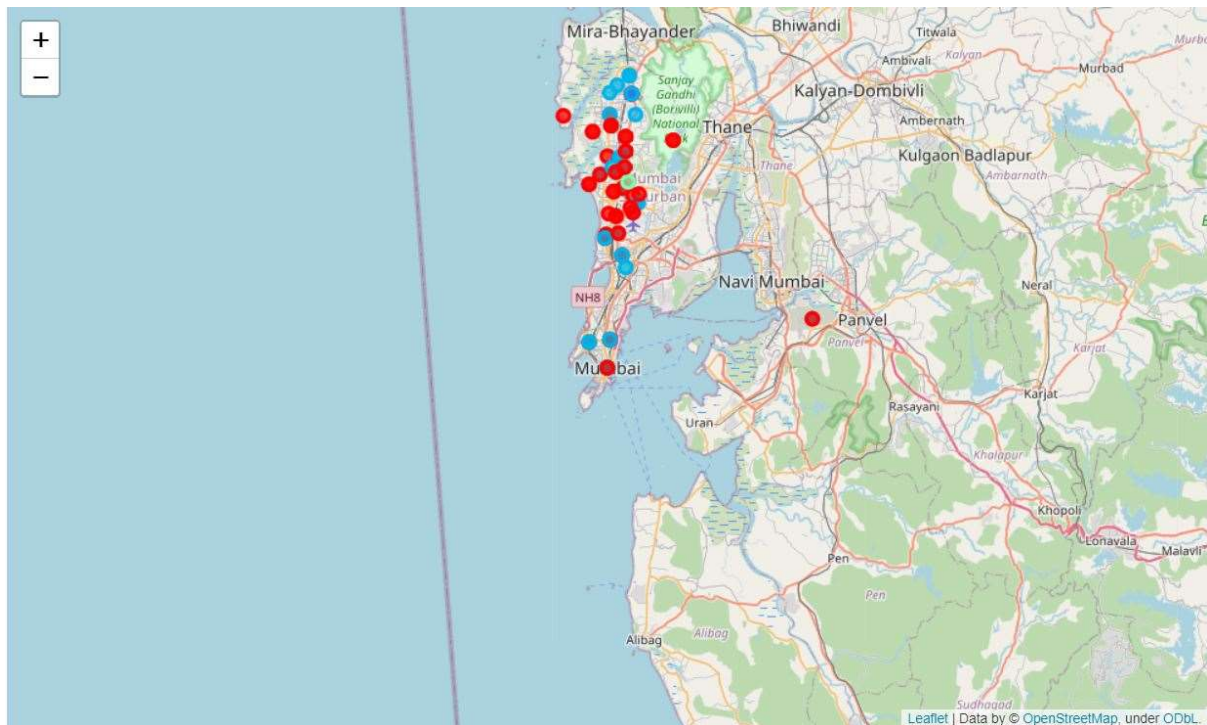 +
−
Mira-Bhayander
Bhiwandi
Titwala
Kalyan
Ambivali
Murbad
Sanjay
Gandhi
(Borivilli)
National
Kalyan-Dombivli
Thane
Ambernath
Kulgaon Badlapur
Thane
Ambarnath
NH8
Navi Mumbai
Neral
Panvel
Panvel
Karjat
Mumbai
Karjat
Rasayani
Uran
Khalapur
Khopoli
Lonavala
Malavli
Pen
Pen
Alibag
Alibag
Sudhagad
Leaflet | Data by © OpenStreetMap, under ODbL.